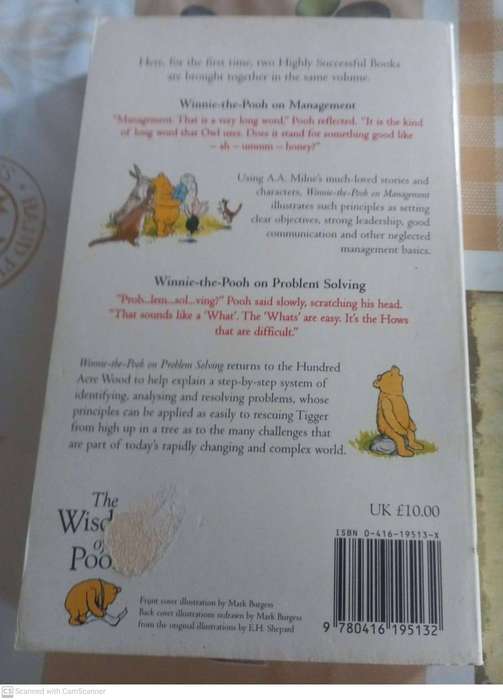 Here, for the first time, two Highly Successful Books
are brought together in the same volume.
Winnie-the-Pooh on Management
"Management. That is a very long word," Pooh reflected. "It is the kind
of long word that Owl uses. Does it stand for something good like
– ah – ummm – honey?"
Using A.A. Milne's much-loved stories and
characters, Winnie-the-Pooh on Management
illustrates such principles as setting
clear objectives, strong leadership, good
communication and other neglected
management basics.
Winnie-the-Pooh on Problem Solving
"Prob..lem...sol..ving?" Pooh said slowly, scratching his head.
"That sounds like a 'What'. The 'Whats' are easy. It's the Hows
that are difficult."
Winnie-the-Pooh on Problem Solving returns to the Hundred
Acre Wood to help explain a step-by-step system of
identifying, analysing and resolving problems, whose
principles can be applied as easily to rescuing Tigger
from high up in a tree as to the many challenges that
are part of today's rapidly changing and complex world.
The
Wisd
of
Poo
UK £10.00
ISBN 0-416-19513-X
9 780416 195132
Front cover illustration by Mark Burgess
Back cover illustrations redrawn by Mark Burgess
from the original illustrations by E.H. Shepard
CS Scanned with CamScanner